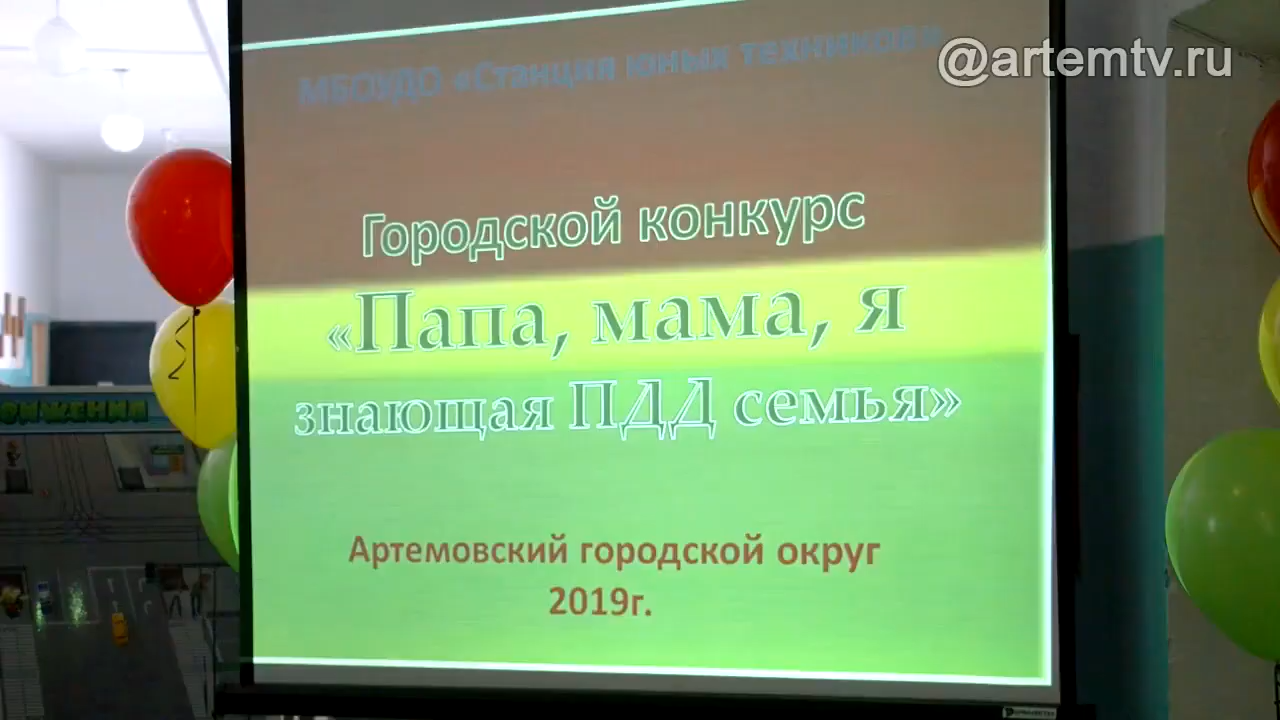 @artemtv.ru
МБОУДО «Станция юных техников»
Городской конкурс
«Папа, мама, я
знающая ПДД семья»
Артемовский городской округ
2019г.